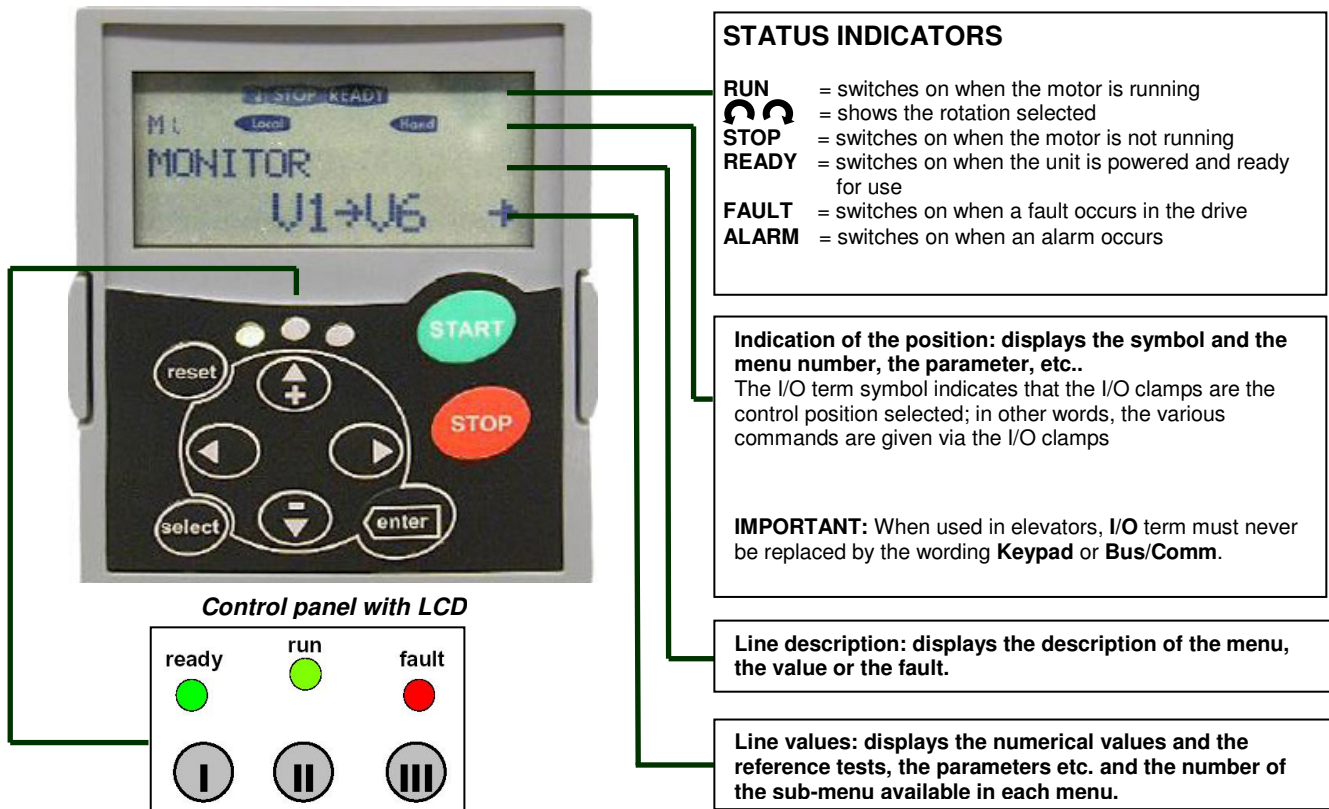 STOP READY
Local Hand
MONITOR
V1→V6 +
START
reset
+
STOP
-
select
enter
Control panel with LCD
ready run fault
I II III
STATUS INDICATORS
RUN = switches on when the motor is running
= shows the rotation selected
STOP = switches on when the motor is not running
READY = switches on when the unit is powered and ready
for use
FAULT = switches on when a fault occurs in the drive
ALARM = switches on when an alarm occurs
Indication of the position: displays the symbol and the
menu number, the parameter, etc..
The I/O term symbol indicates that the I/O clamps are the
control position selected; in other words, the various
commands are given via the I/O clamps
IMPORTANT: When used in elevators, I/O term must never
be replaced by the wording Keypad or Bus/Comm.
Line description: displays the description of the menu,
the value or the fault.
Line values: displays the numerical values and the
reference tests, the parameters etc. and the number of
the sub-menu available in each menu.